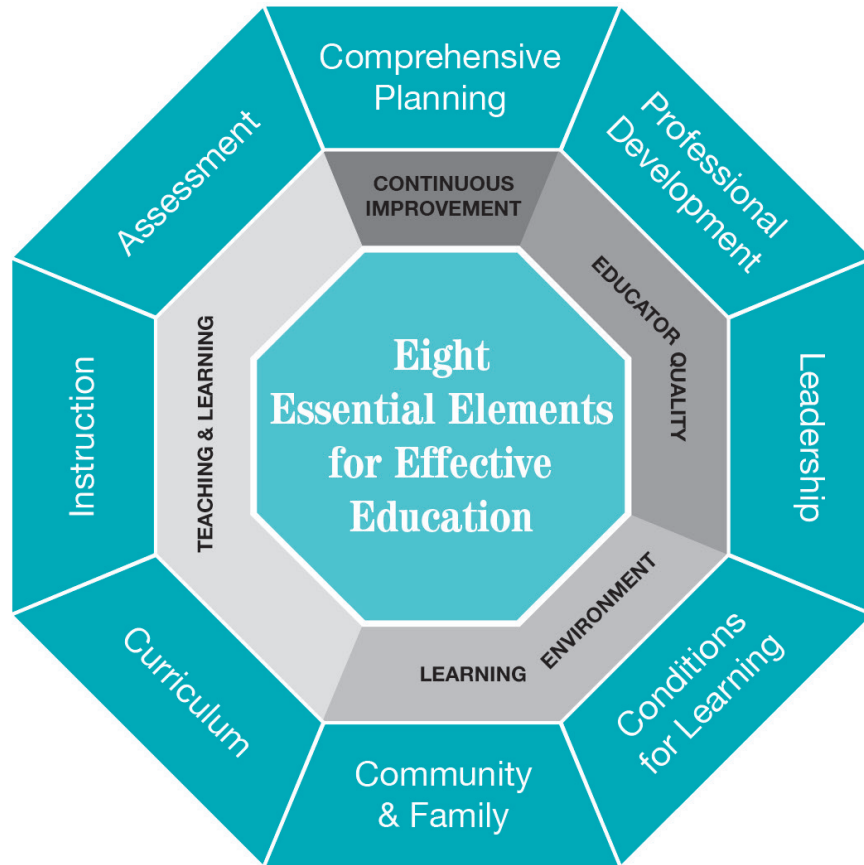 Comprehensive
Planning
Professional
Development
Leadership
Conditions
for Learning
Community
& Family
Curriculum
Instruction
Assessment
CONTINUOUS
IMPROVEMENT
EDUCATOR QUALITY
LEARNING ENVIRONMENT
TEACHING & LEARNING
Eight
Essential Elements
for Effective
Education